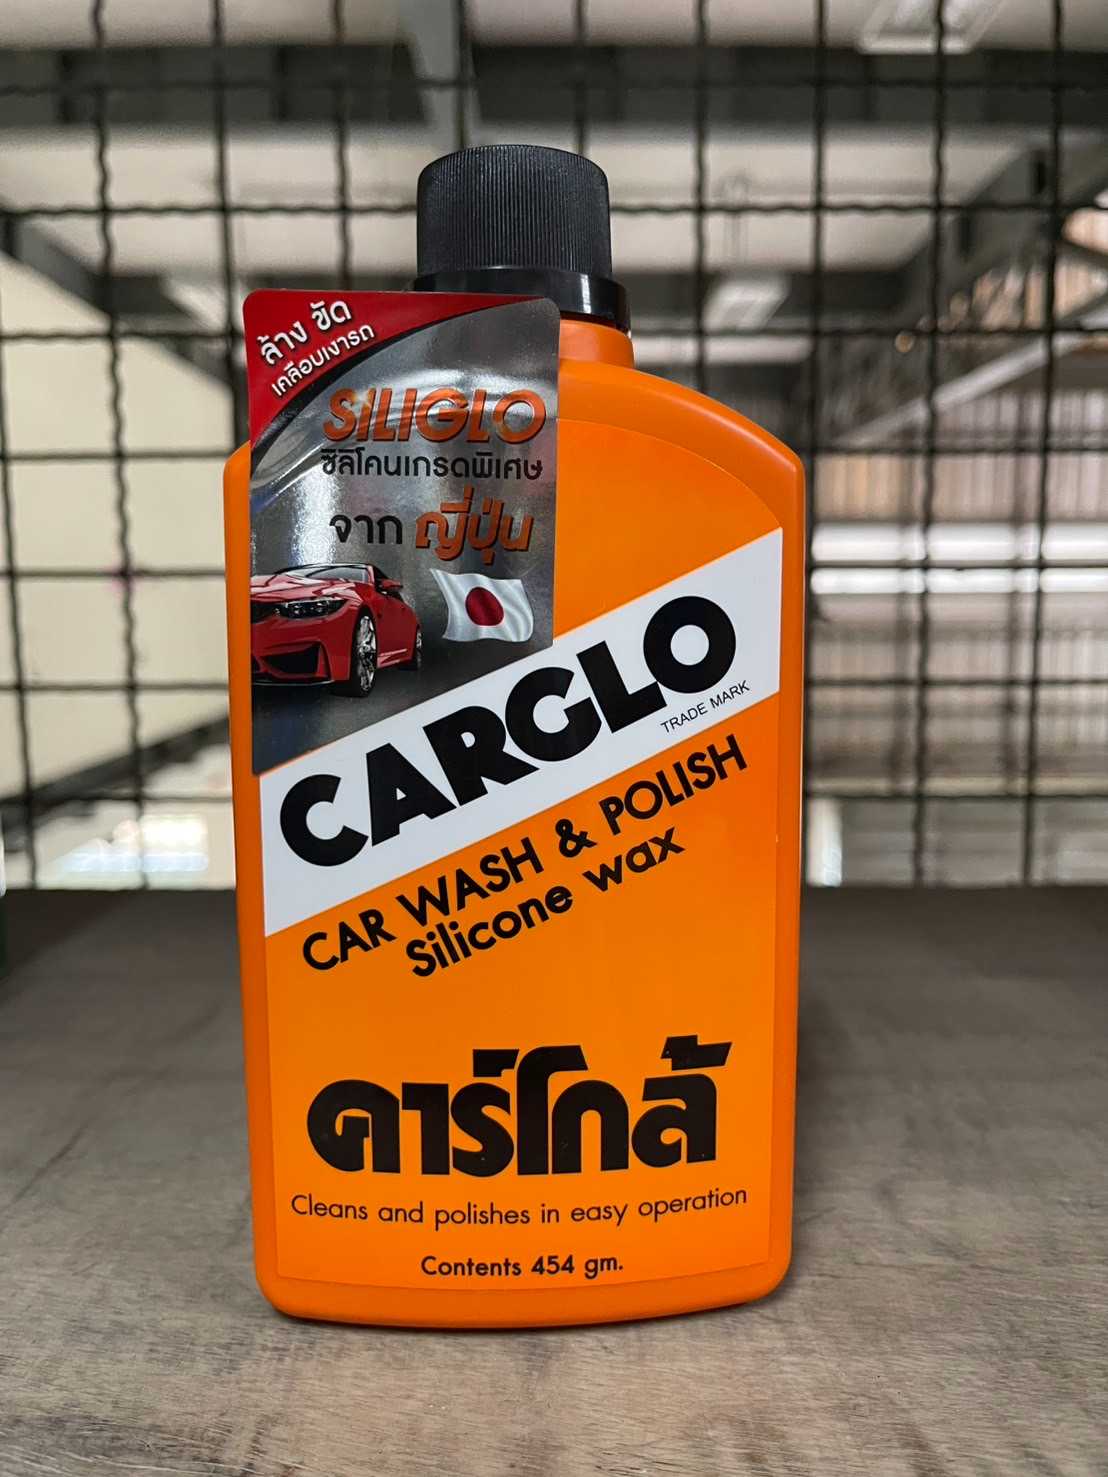 ล้าง ขัด
เคลือบเงารถ
SiLIGLO
ซิลิโคนเกรดพิเศษ
จาก ญี่ปุ่น
CARGLO
TRADE MARK
CAR WASH & POLISH
Silicone wax
คาร์โกล้
Cleans and polishes in easy operation
Contents 454 gm.